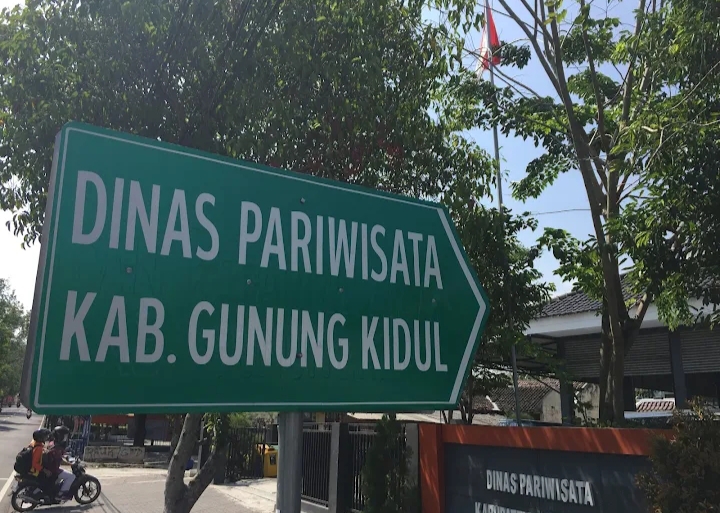 DINAS PARIWISATA
KAB. GUNUNG KIDUL
DINAS PARIWISATA